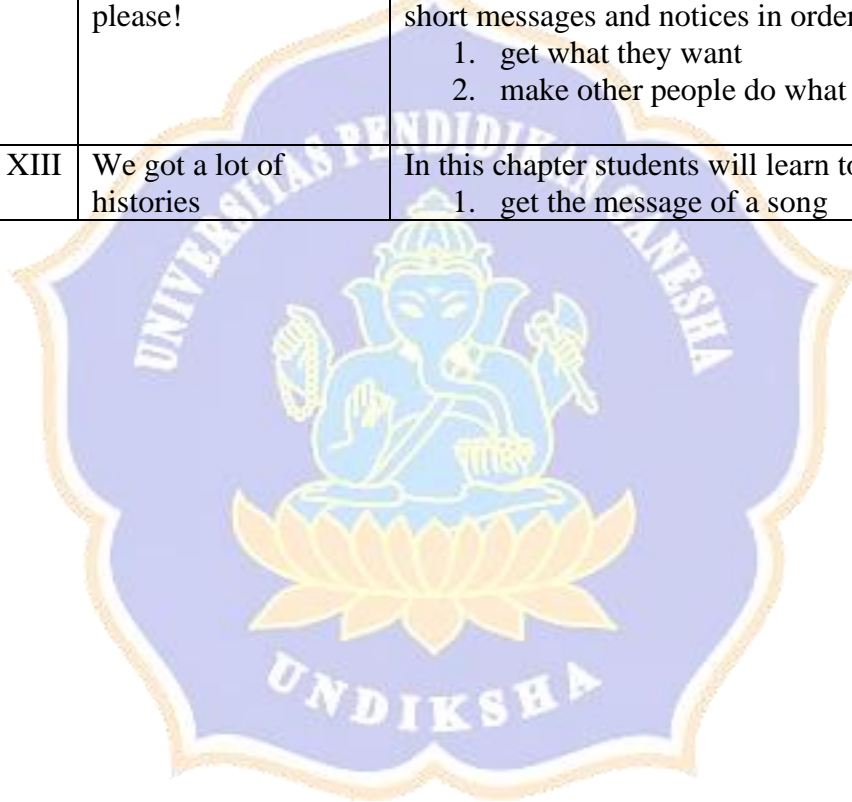 please!
short messages and notices in order
1. get what they want
2. make other people do what
XIII We got a lot of
histories
In this chapter students will learn to
1. get the message of a song
UNIVERSITAS PENDIDIKAN GANESHA
UNDIKSHA